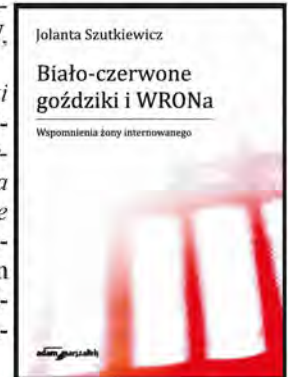 Jolanta Szutkiewicz
Biało-czerwone
goździki i WRONa
Wspomnienia żony internowanego
adam marszałek